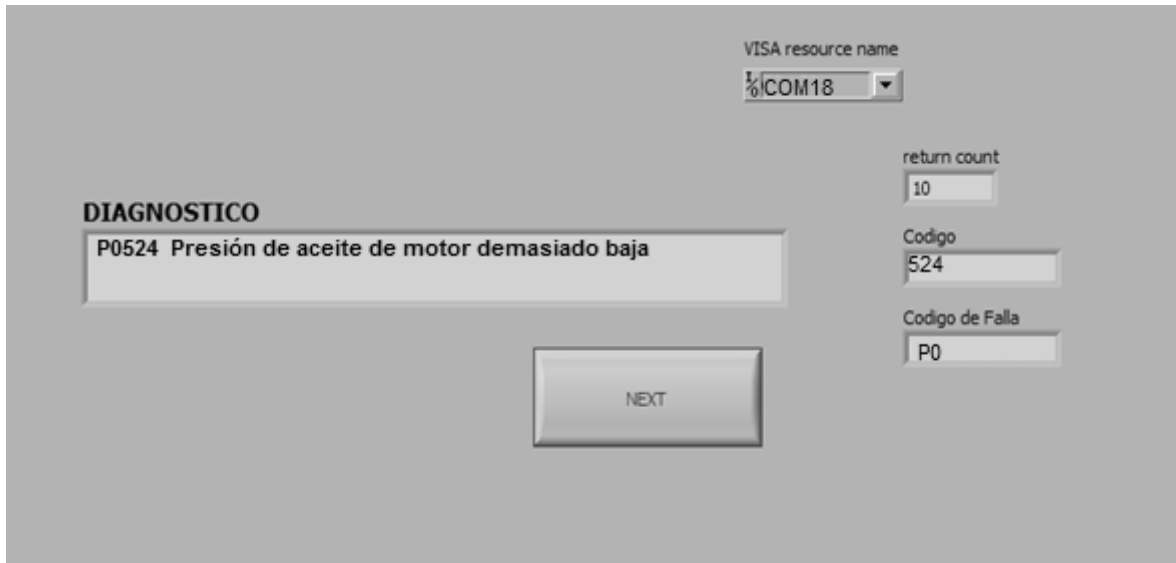 VISA resource name
COM18
return count
10
DIAGNOSTICO
P0524 Presión de aceite de motor demasiado baja
Codigo
524
Codigo de Falla
P0
NEXT